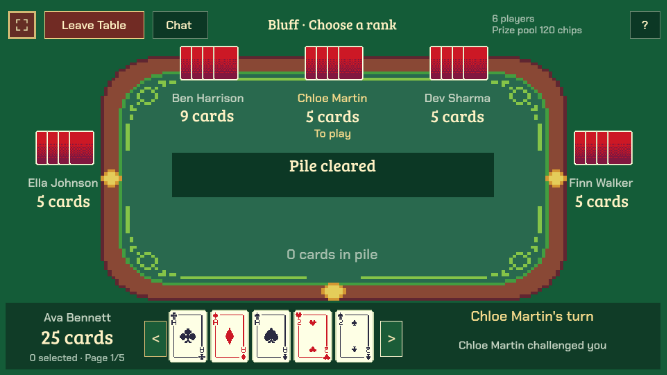 Leave Table
Chat
Bluff · Choose a rank
6 players
Prize pool 120 chips
?
Ben Harrison
9 cards
Chloe Martin
5 cards
To play
Dev Sharma
5 cards
Ella Johnson
5 cards
Finn Walker
5 cards
Pile cleared
0 cards in pile
Ava Bennett
25 cards
0 selected · Page 1/5
<
A
A
A
2
2
>
Chloe Martin's turn
Chloe Martin challenged you